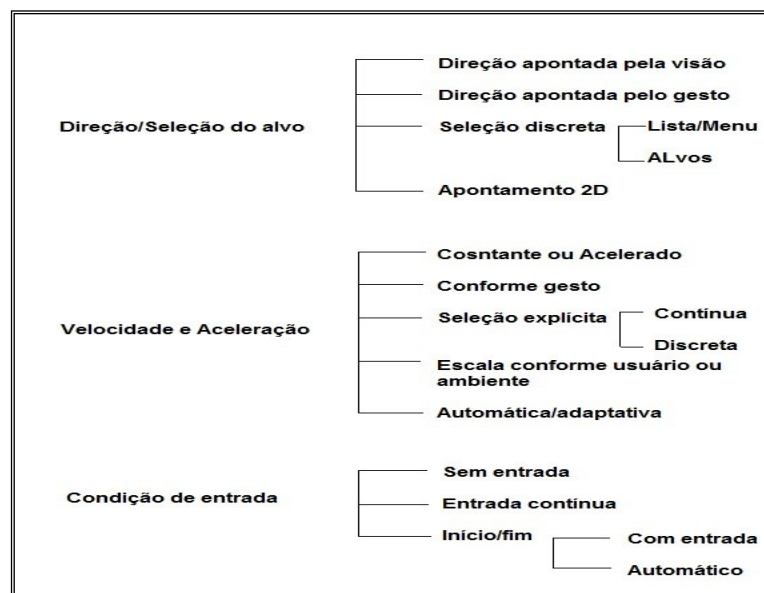 Direção apontada pela visão
Direção apontada pelo gesto
Direção/Seleção do alvo
Seleção discreta
Lista/Menu
ALvos
Apontamento 2D
Cosntante ou Acelerado
Conforme gesto
Velocidade e Aceleração
Seleção explícita
Contínua
Discreta
Escala conforme usuário ou
ambiente
Automática/adaptativa
Sem entrada
Condição de entrada
Entrada contínua
Início/fim
Com entrada
Automático